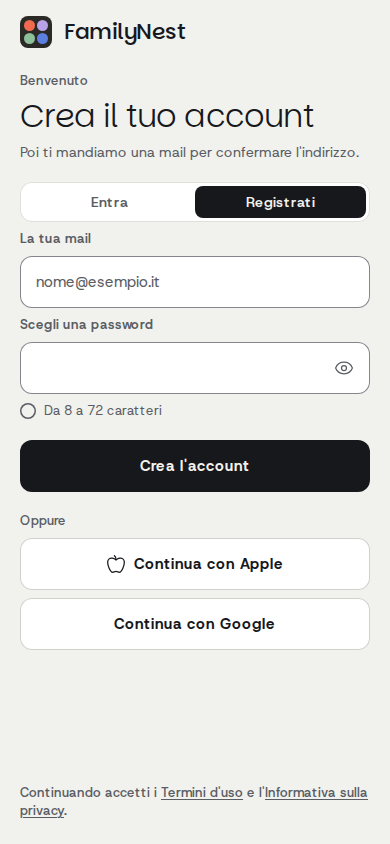 FamilyNest
Benvenuto
Crea il tuo account
Poi ti mandiamo una mail per confermare l'indirizzo.
Entra
Registrati
La tua mail
nome@esempio.it
Scegli una password
Da 8 a 72 caratteri
Crea l'account
Oppure
Continua con Apple
Continua con Google
Continuando accetti i Termini d'uso e l'Informativa sulla
privacy.